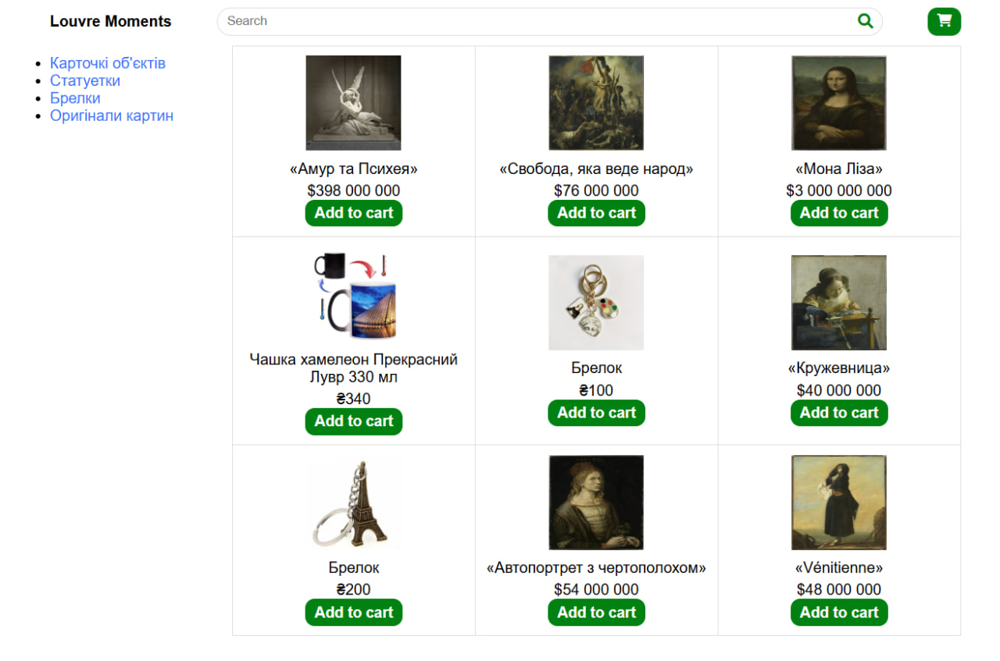 Louvre Moments
Search
Карточкі об'єктів
Статуетки
Брелки
Оригінали картин
«Амур та Психея»
$398 000 000
Add to cart
«Свобода, яка веде народ»
$76 000 000
Add to cart
«Мона Ліза»
$3 000 000 000
Add to cart
Чашка хамелеон Прекрасний
Лувр 330 мл
₴340
Add to cart
Брелок
₴100
Add to cart
«Кружевница»
$40 000 000
Add to cart
Брелок
₴200
Add to cart
«Автопортрет з чертополохом»
$54 000 000
Add to cart
«Vénitienne»
$48 000 000
Add to cart